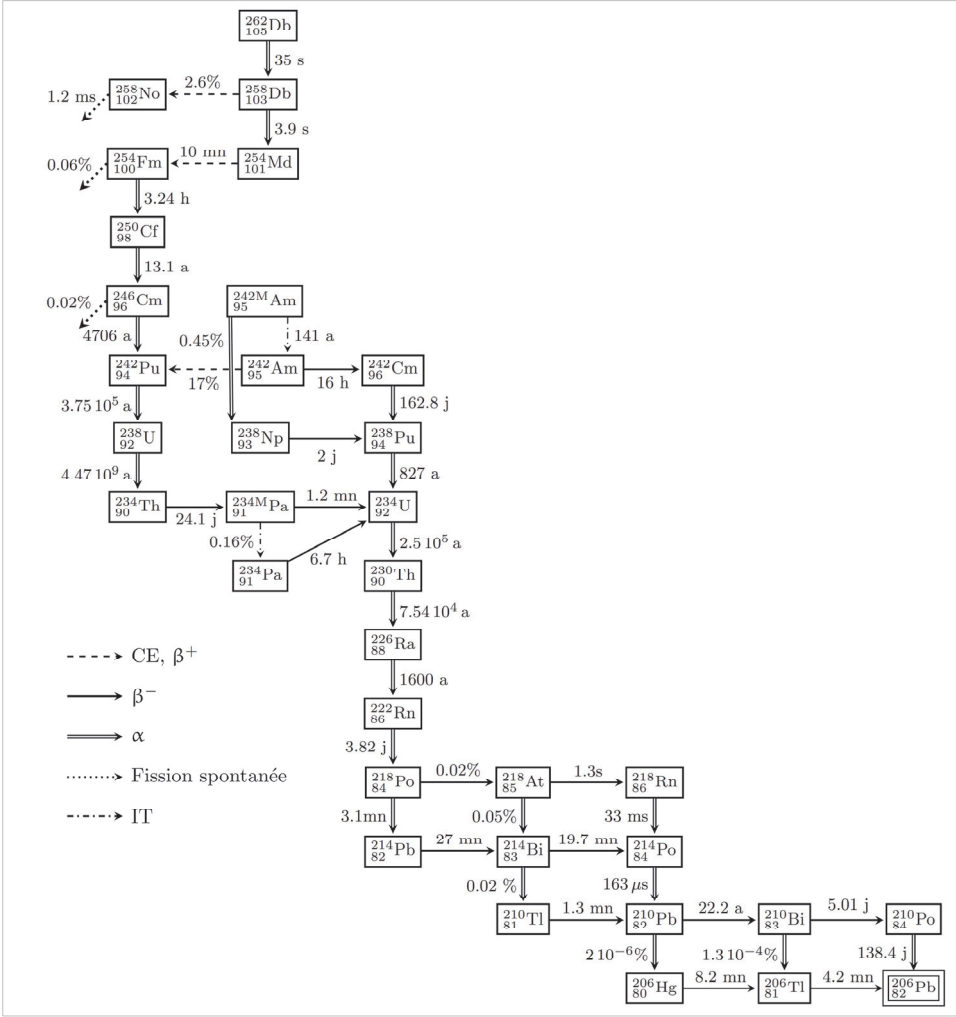 262 105 Db
35 s
258 102 No 2.6% 258 103 Db
1.2 ms
3.9 s
254 100 Fm 10 mn 254 101 Md
0.06%
3.24 h
250 98 Cf
13.1 a
246 96 Cm 242M 95 Am
0.02%
4706 a 0.45% 141 a
242 94 Pu 17% 242 95 Am 16 h 242 96 Cm
3.75 10⁵ a 162.8 j
238 92 U 238 93 Np 2 j 238 94 Pu
4.47 10⁹ a 827 a
234 90 Th 24.1 j 234M 91 Pa 1.2 mn 234 92 U
0.16% 2.5 10⁵ a
234 91 Pa 6.7 h 230 90 Th
7.54 10⁴ a
226 88 Ra
1600 a
222 86 Rn
3.82 j
CE, β⁺
β⁻
α
Fission spontanée
IT
218 84 Po 0.02% 218 85 At 1.3s 218 86 Rn
3.1mn 0.05% 33 ms
214 82 Pb 27 mn 214 83 Bi 19.7 mn 214 84 Po
0.02 % 163 µs
210 81 Tl 1.3 mn 210 82 Pb 22.2 a 210 83 Bi 5.01 j 210 84 Po
2 10⁻⁶% 1.3 10⁻⁴% 138.4 j
206 80 Hg 8.2 mn 206 81 Tl 4.2 mn 206 82 Pb